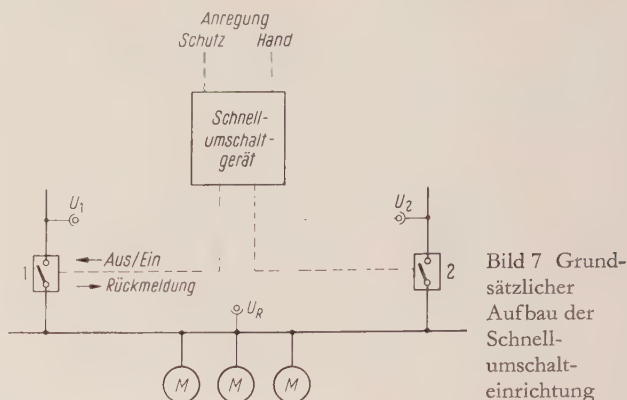 Anregung
Schutz Hand
Schnell-
umschalt-
gerät
U1
U2
1
Aus/Ein
Rückmeldung
2
UR
M M M
Bild 7 Grund-
sätzlicher
Aufbau der
Schnell-
umschalt-
einrichtung